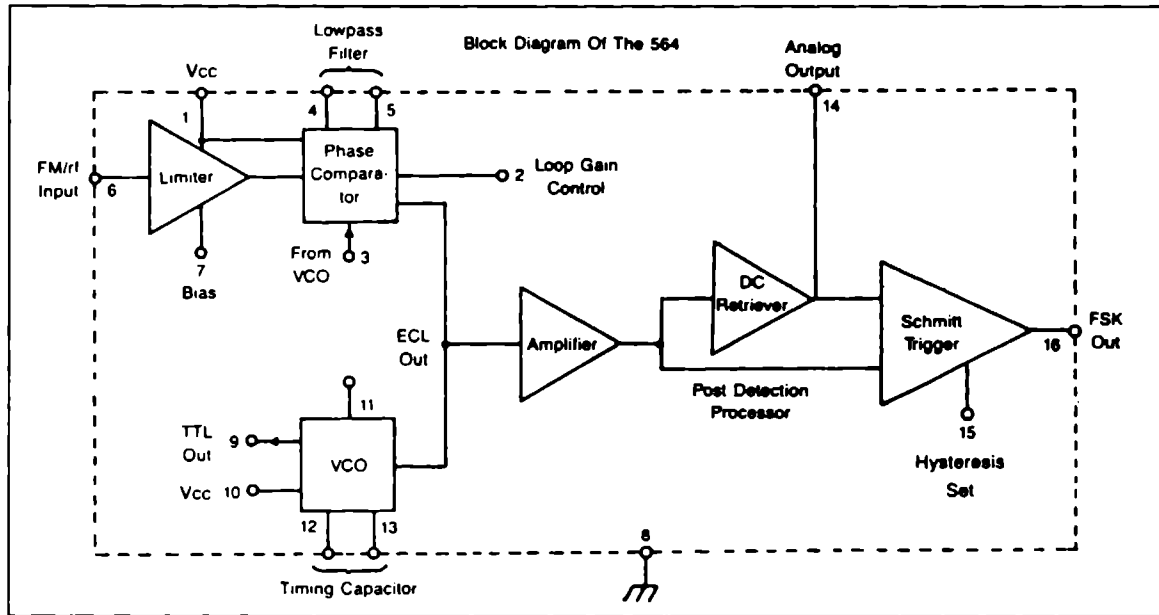 Block Diagram Of The 564
Lowpass
Filter
Analog
Output
Vcc
4
5
14
1
FM/rf
Input
6
Limiter
Phase
Compara-
tor
2
Loop Gain
Control
7
Bias
From
VCO
3
DC
Retriever
ECL
Out
Amplifier
Schmitt
Trigger
FSK
Out
16
11
Post Detection
Processor
TTL
Out
9
VCO
15
Vcc
10
Hysteresis
Set
12
13
8
Timing Capacitor